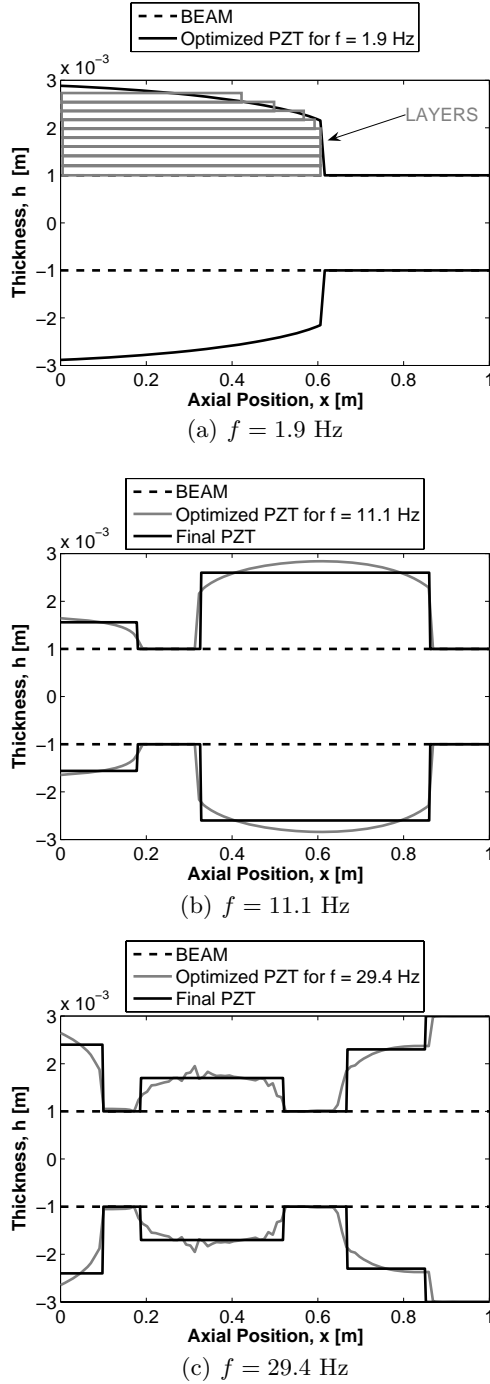 BEAM
Optimized PZT for f = 1.9 Hz
x 10⁻³
3
2
1
0
−1
−2
−3
Thickness, h [m]
LAYERS
0 0.2 0.4 0.6 0.8 1
Axial Position, x [m]
(a) f = 1.9 Hz
BEAM
Optimized PZT for f = 11.1 Hz
Final PZT
x 10⁻³
3
2
1
0
−1
−2
−3
Thickness, h [m]
0 0.2 0.4 0.6 0.8 1
Axial Position, x [m]
(b) f = 11.1 Hz
BEAM
Optimized PZT for f = 29.4 Hz
Final PZT
x 10⁻³
3
2
1
0
−1
−2
−3
Thickness, h [m]
0 0.2 0.4 0.6 0.8 1
Axial Position, x [m]
(c) f = 29.4 Hz